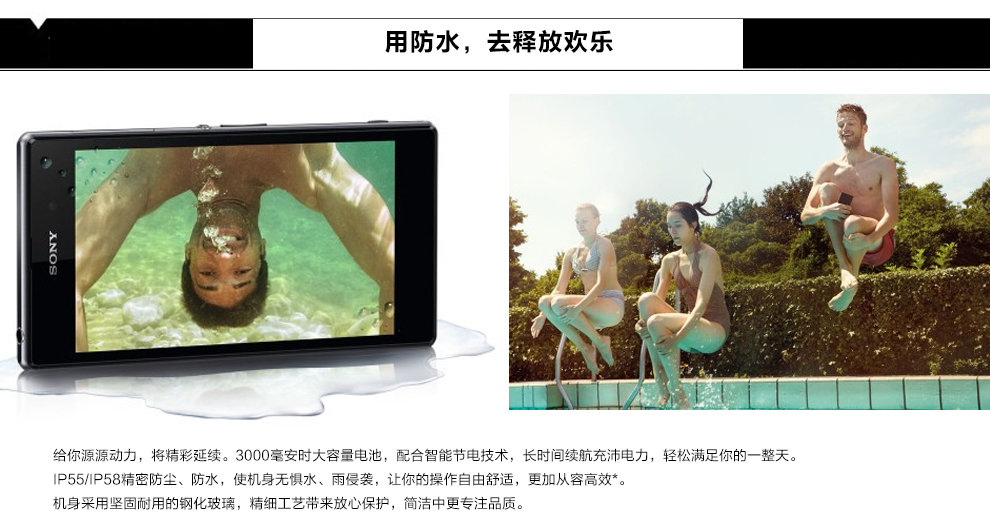 用防水，去释放欢乐
SONY
给你源源动力，将精彩延续。3000毫安时大容量电池，配合智能节电技术，长时间续航充沛电力，轻松满足你的一整天。
IP55/IP58精密防尘、防水，使机身无惧水、雨侵袭，让你的操作自由舒适，更加从容高效*。
机身采用坚固耐用的钢化玻璃，精细工艺带来放心保护，简洁中更专注品质。